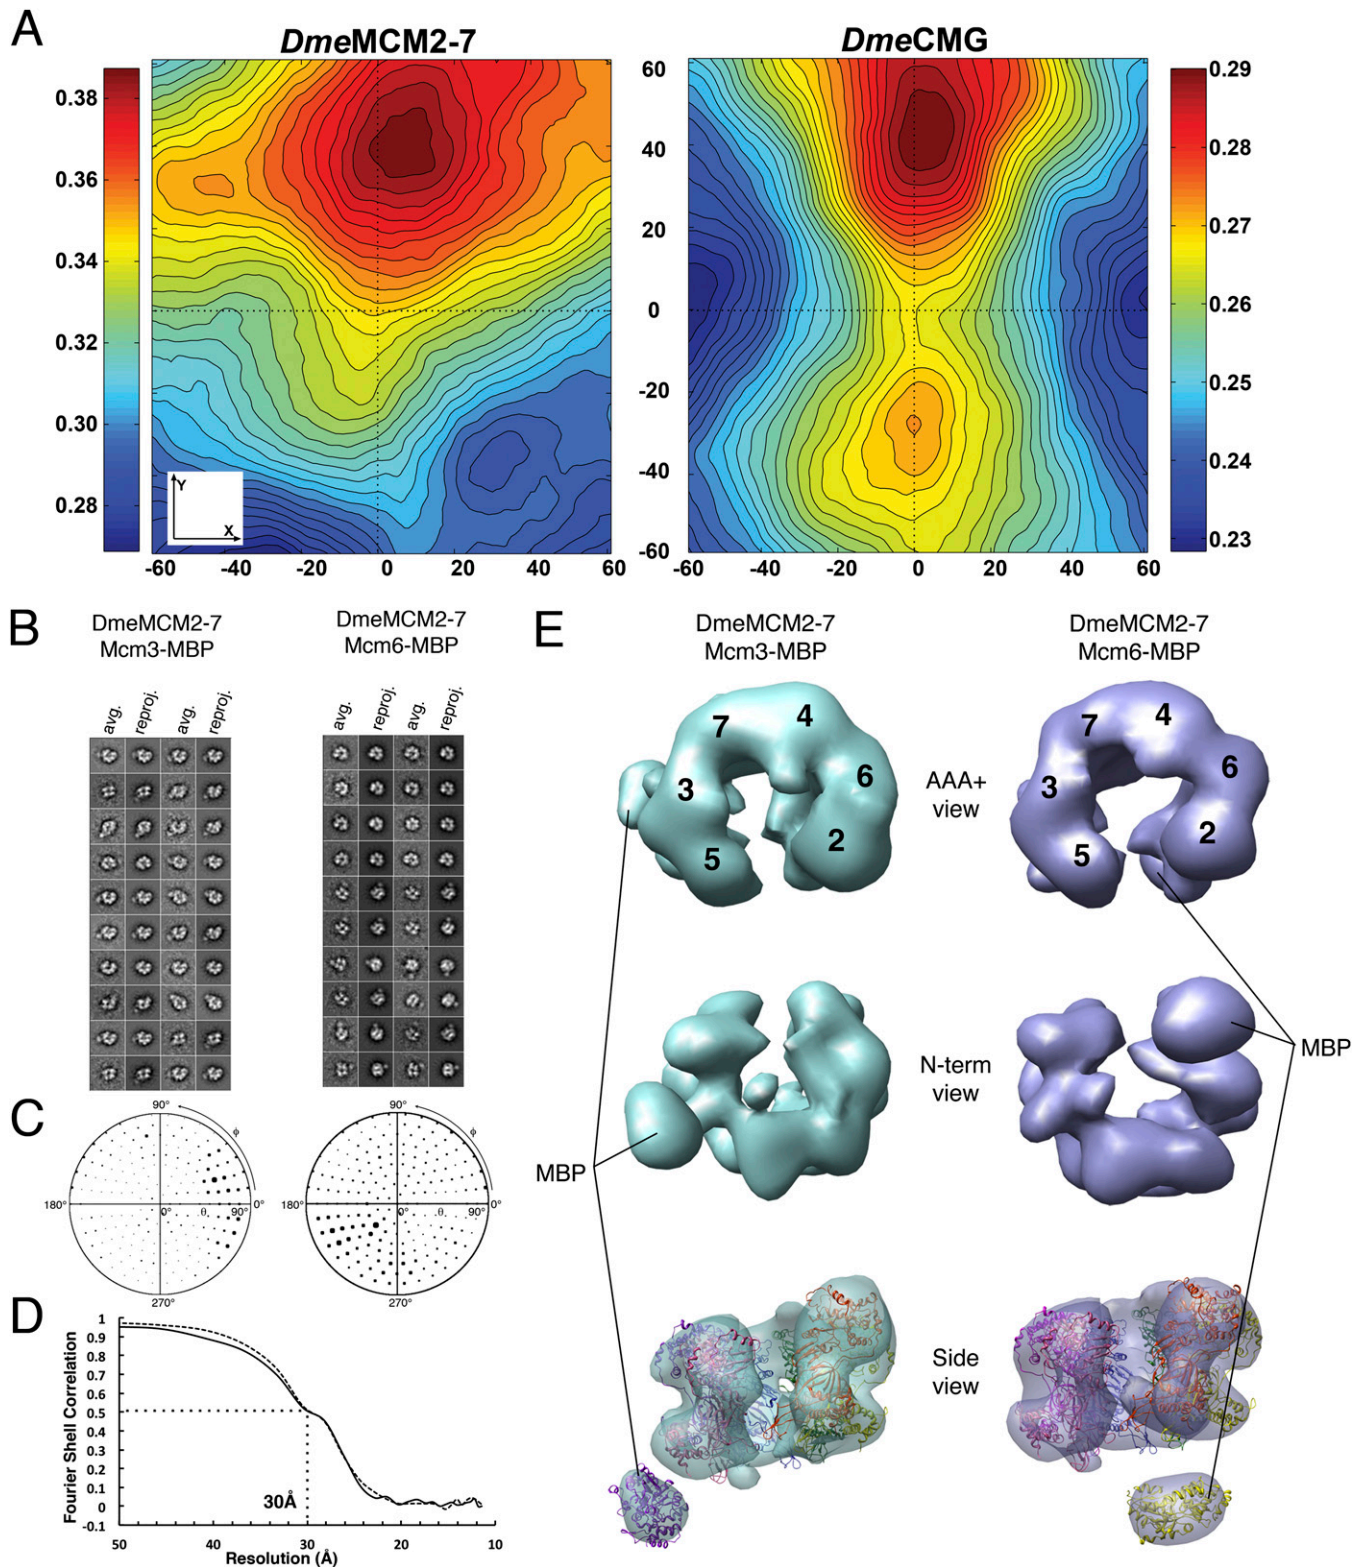 A
DmeMCM2-7
DmeCMG
0.38
0.36
0.34
0.32
0.30
0.28
Y
X
-60
-40
-20
0
20
40
60
60
40
20
0
-20
-40
-60
-60
-40
-20
0
20
40
60
0.29
0.28
0.29
0.27
0.26
0.25
0.24
0.23
B
DmeMCM2-7
Mcm3-MBP
DmeMCM2-7
Mcm6-MBP
avg.
reproj.
avg.
reproj.
avg.
reproj.
avg.
reproj.
C
90°
ϕ
180°
0°
θ
90°
0°
270°
90°
ϕ
180°
0°
θ
90°
0°
270°
D
Fourier Shell Correlation
1
0.9
0.8
0.7
0.6
0.5
0.4
0.3
0.2
0.1
0
-0.1
30Å
50
40
30
20
10
Resolution (Å)
E
DmeMCM2-7
Mcm3-MBP
DmeMCM2-7
Mcm6-MBP
7
4
3
6
5
2
AAA+
view
7
4
3
6
5
2
N-term
view
MBP
MBP
Side
view